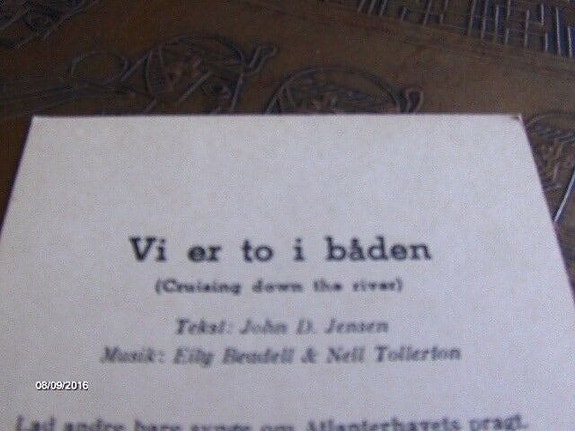 Vi er to i båden
(Cruising down the river)
Tekst: John D. Jensen
Musik: Eily Beadell & Nell Tollerton
08/09/2016
Lad andre bare synge om Atlanterhavets pragt.